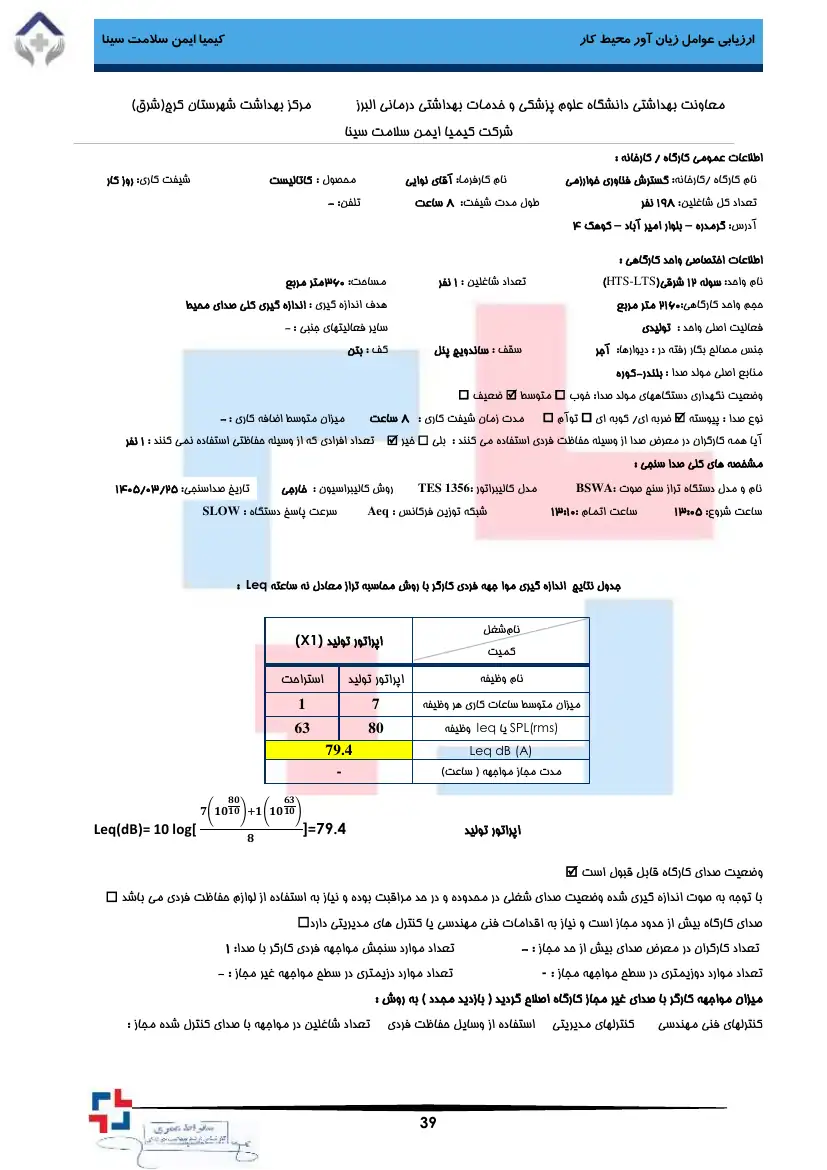 ارزیابی عوامل زیان آور محیط کار کیمیا ایمن سلامت سینا
معاونت بهداشتی دانشگاه علوم پزشکی و خدمات بهداشتی درمانی البرز مرکز بهداشت شهرستان کرج(شرق)
شرکت کیمیا ایمن سلامت سینا
اطلاعات عمومی کارگاه / کارخانه :
نام کارگاه /کارخانه: گسترش فناوری خوارزمی نام کارفرما: آقای نوایی محصول : کاتالیست شیفت کاری: روز کار
تعداد کل شاغلین: ۱۹۸ نفر طول مدت شیفت: ۸ ساعت تلفن: –
آدرس: گرمدره – بلوار امیر آباد – کوهک ۴
اطلاعات اختصاصی واحد کارگاهی :
نام واحد: سوله ۱۲ شرقی(HTS-LTS) تعداد شاغلین : ۱ نفر مساحت: ۳۶۰متر مربع
حجم واحد کارگاهی:۲۱۶۰ متر مربع هدف اندازه گیری : اندازه گیری کلی صدای محیط
فعالیت اصلی واحد : تولیدی سایر فعالیتهای جنبی : –
جنس مصالح بکار رفته در : دیوارها: آجر سقف : ساندویچ پنل کف : بتن
منابع اصلی مولد صدا : بلندر-کوره
وضعیت نگهداری دستگاههای مولد صدا: خوب ☐ متوسط ☑ ضعیف ☐
نوع صدا : پیوسته ☑ ضربه ای/ کوبه ای ☐ توآم ☐ مدت زمان شیفت کاری : ۸ ساعت میزان متوسط اضافه کاری : –
آیا همه کارگران در معرض صدا از وسیله حفاظت فردی استفاده می کنند : بلی ☐ خیر ☑ تعداد افرادی که از وسیله حفاظتی استفاده نمی کنند : ۱ نفر
مشخصه های کلی صدا سنجی :
نام و مدل دستگاه تراز سنج صوت :BSWA مدل کالیبراتور :TES 1356 روش کالیبراسیون : خارجی تاریخ صداسنجی: ۱۴۰۵/۰۳/۲۵
ساعت شروع: ۱۳:۰۵ ساعت اتمام :۱۳:۱۰ شبکه توزین فرکانس : Aeq سرعت پاسخ دستگاه : SLOW
جدول نتایج اندازه گیری موا جهه فردی کارگر با روش محاسبه تراز معادل نه ساعته Leq :
نام‌شغل
کمیت
اپراتور تولید (X1)
نام وظیفه اپراتور تولید استراحت
میزان متوسط ساعات کاری هر وظیفه 7 1
SPL(rms) یا leq وظیفه 80 63
Leq dB (A) 79.4
مدت مجاز مواجهه ( ساعت) -
اپراتور تولید Leq(dB)= 10 log[ (7(10^(80/10))+1(10^(63/10)))/8 ]=79.4
وضعیت صدای کارگاه قابل قبول است ☑
با توجه به صوت اندازه گیری شده وضعیت صدای شغلی در محدوده و در حد مراقبت بوده و نیاز به استفاده از لوازم حفاظت فردی می باشد ☐
صدای کارگاه بیش از حدود مجاز است و نیاز به اقدامات فنی مهندسی یا کنترل های مدیریتی دارد☐
تعداد کارگران در معرض صدای بیش از حد مجاز : – تعداد موارد سنجش مواجهه فردی کارگر با صدا: ۱
تعداد موارد دوزیمتری در سطح مواجهه مجاز : - تعداد موارد دزیمتری در سطح مواجهه غیر مجاز : –
میزان مواجهه کارگر با صدای غیر مجاز کارگاه اصلاح گردید ( بازدید مجدد ) به روش :
کنترلهای فنی مهندسی کنترلهای مدیریتی استفاده از وسایل حفاظت فردی تعداد شاغلین در مواجهه با صدای کنترل شده مجاز :
39